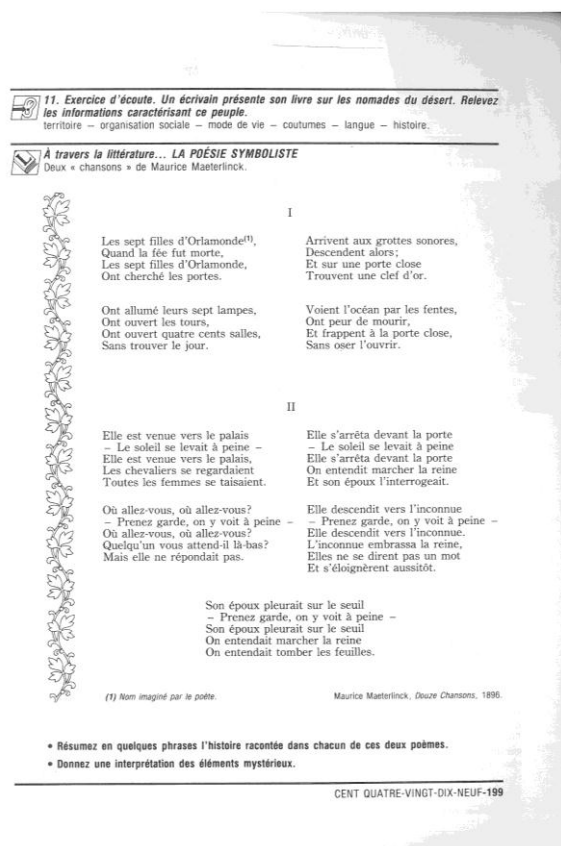 11. Exercice d'écoute. Un écrivain présente son livre sur les nomades du désert. Relevez
les informations caractérisant ce peuple.
territoire – organisation sociale – mode de vie – coutumes – langue – histoire.
À travers la littérature... LA POÉSIE SYMBOLISTE
Deux « chansons » de Maurice Maeterlinck.
I
Les sept filles d'Orlamonde(1),
Quand la fée fut morte,
Les sept filles d'Orlamonde,
Ont cherché les portes.
Ont allumé leurs sept lampes,
Ont ouvert les tours,
Ont ouvert quatre cents salles,
Sans trouver le jour.
Arrivent aux grottes sonores,
Descendent alors;
Et sur une porte close
Trouvent une clef d'or.
Voient l'océan par les fentes,
Ont peur de mourir,
Et frappent à la porte close,
Sans oser l'ouvrir.
II
Elle est venue vers le palais
– Le soleil se levait à peine –
Elle est venue vers le palais,
Les chevaliers se regardaient
Toutes les femmes se taisaient.
Où allez-vous, où allez-vous?
– Prenez garde, on y voit à peine –
Où allez-vous, où allez-vous?
Quelqu'un vous attend-il là-bas?
Mais elle ne répondait pas.
Elle s'arrêta devant la porte
– Le soleil se levait à peine
Elle s'arrêta devant la porte
On entendit marcher la reine
Et son époux l'interrogeait.
Elle descendit vers l'inconnue
– Prenez garde, on y voit à peine –
Elle descendit vers l'inconnue.
L'inconnue embrassa la reine,
Elles ne se dirent pas un mot
Et s'éloignèrent aussitôt.
Son époux pleurait sur le seuil
– Prenez garde, on y voit à peine –
Son époux pleurait sur le seuil
On entendait marcher la reine
On entendait tomber les feuilles.
(1) Nom imaginé par le poète.
Maurice Maeterlinck, Douze Chansons, 1896.
• Résumez en quelques phrases l'histoire racontée dans chacun de ces deux poèmes.
• Donnez une interprétation des éléments mystérieux.
CENT QUATRE-VINGT-DIX-NEUF-199